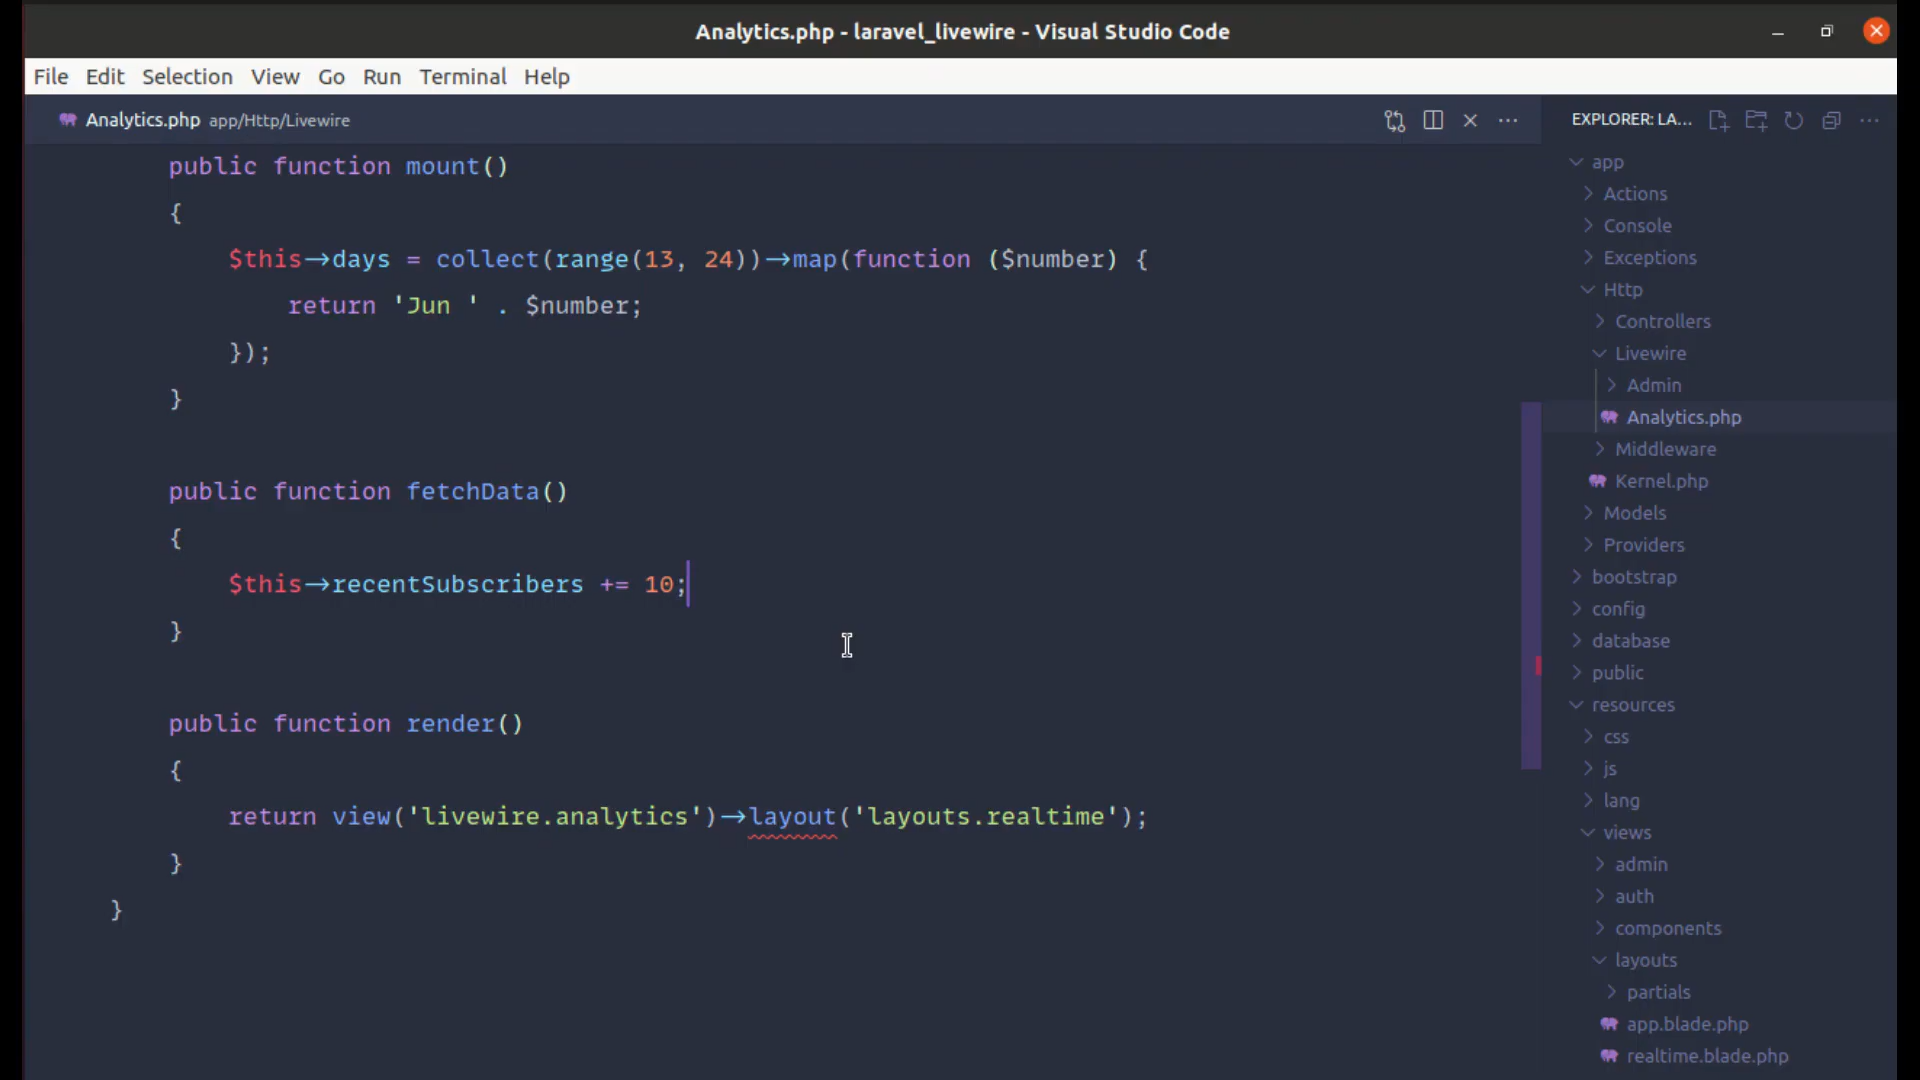 Analytics.php - laravel_livewire - Visual Studio Code
File Edit Selection View Go Run Terminal Help
Analytics.php app/Http/Livewire
public function mount()
{
$this->days = collect(range(13, 24))->map(function ($number) {
return 'Jun ' . $number;
});
}
public function fetchData()
{
$this->recentSubscribers += 10;
}
public function render()
{
return view('livewire.analytics')->layout('layouts.realtime');
}
}
EXPLORER: LA...
app
Actions
Console
Exceptions
Http
Controllers
Livewire
Admin
Analytics.php
Middleware
Kernel.php
Models
Providers
bootstrap
config
database
public
resources
css
js
lang
views
admin
auth
components
layouts
partials
app.blade.php
realtime.blade.php